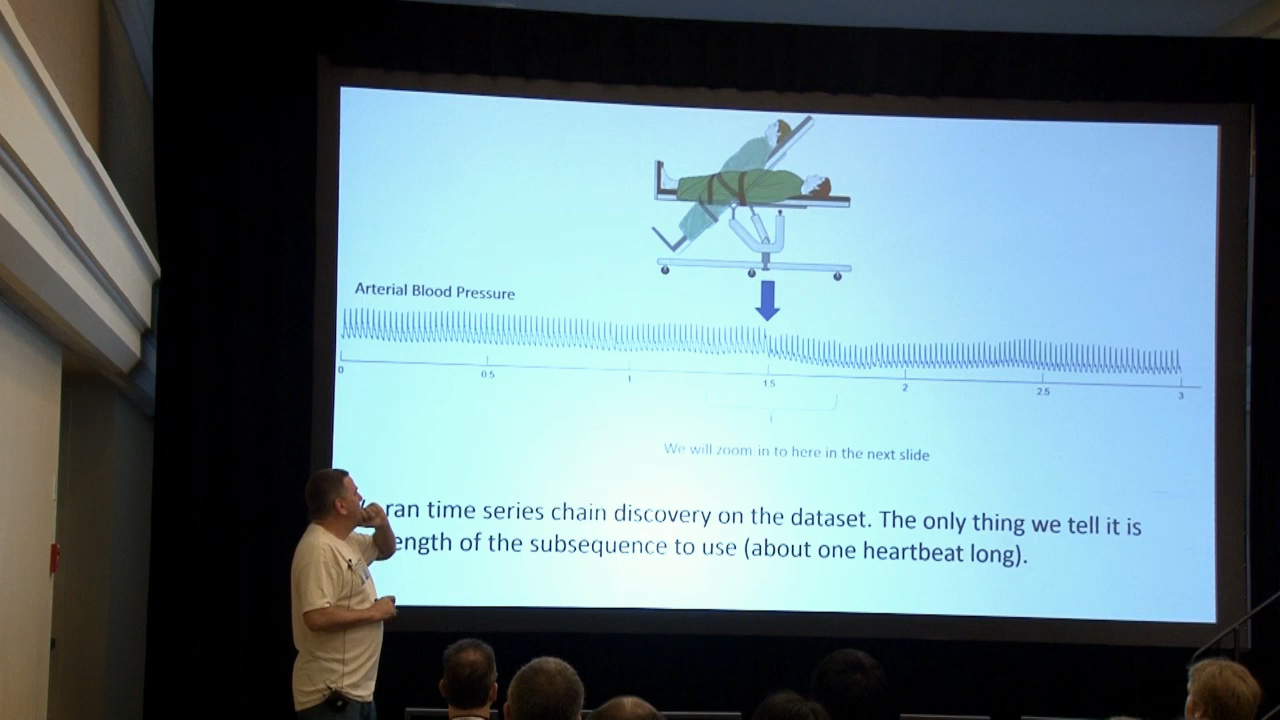 Arterial Blood Pressure
0 0.5 1 1.5 2 2.5 3
We will zoom in to here in the next slide
ran time series chain discovery on the dataset. The only thing we tell it is
ength of the subsequence to use (about one heartbeat long).